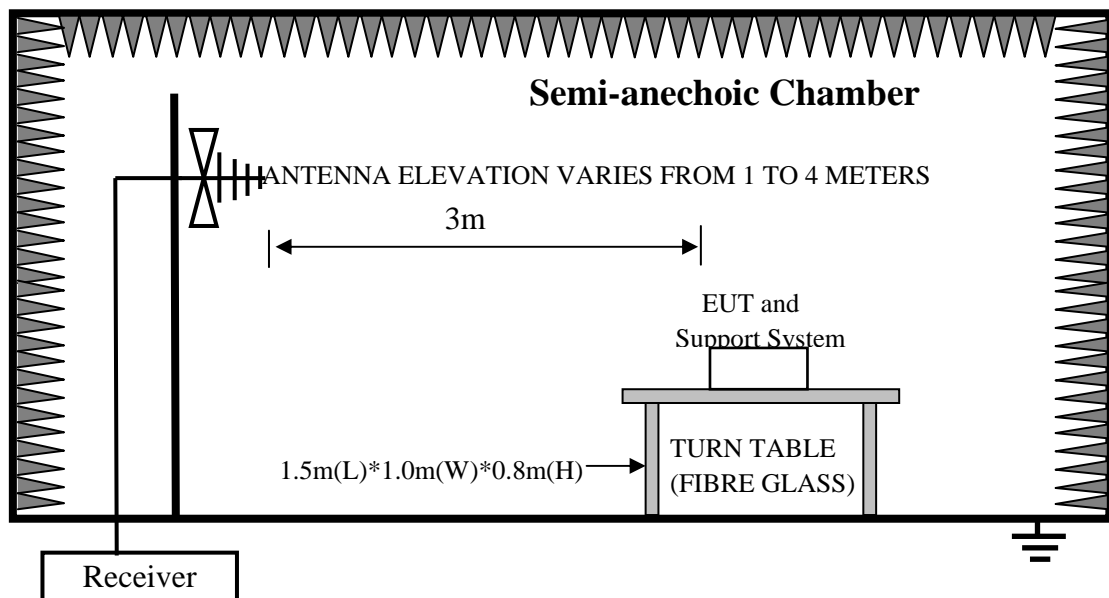 Semi-anechoic Chamber
ANTENNA ELEVATION VARIES FROM 1 TO 4 METERS
3m
EUT and
Support System
TURN TABLE
(FIBRE GLASS)
1.5m(L)*1.0m(W)*0.8m(H)
Receiver